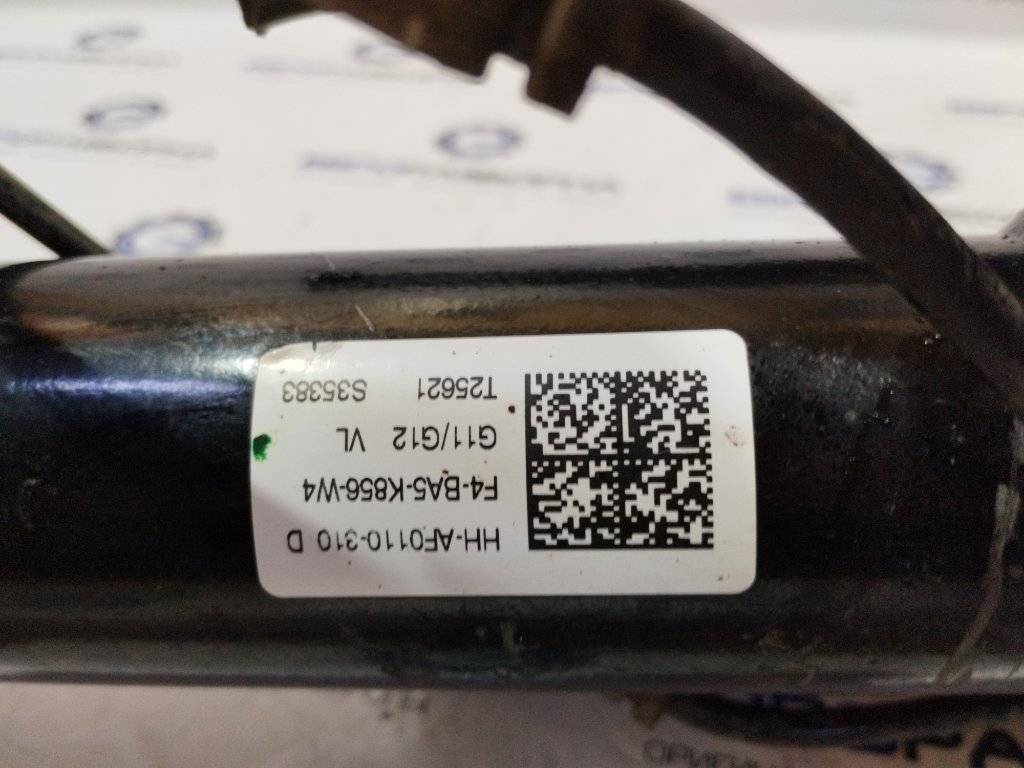 HH-AF0110-310 D
F4-BA5-K856-W4
G11/G12 VL
T25621 S35383